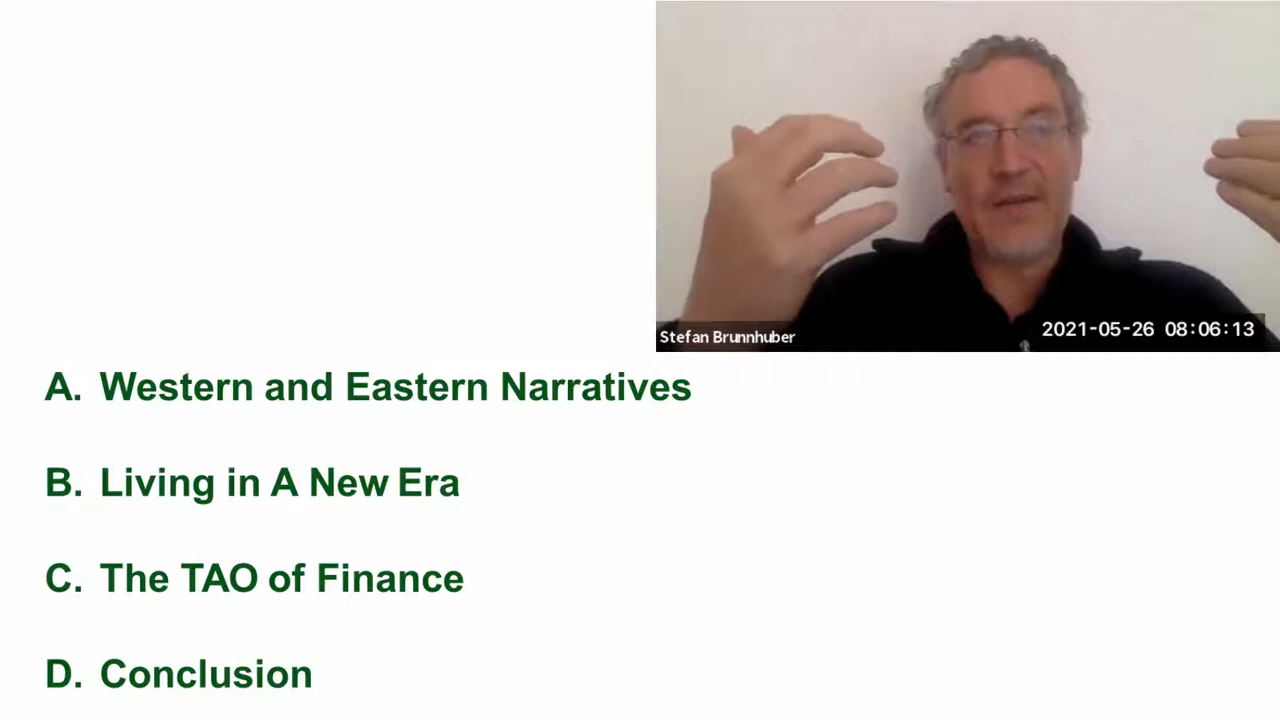 Stefan Brunnhuber
2021-05-26 08:06:13
A. Western and Eastern Narratives
B. Living in A New Era
C. The TAO of Finance
D. Conclusion